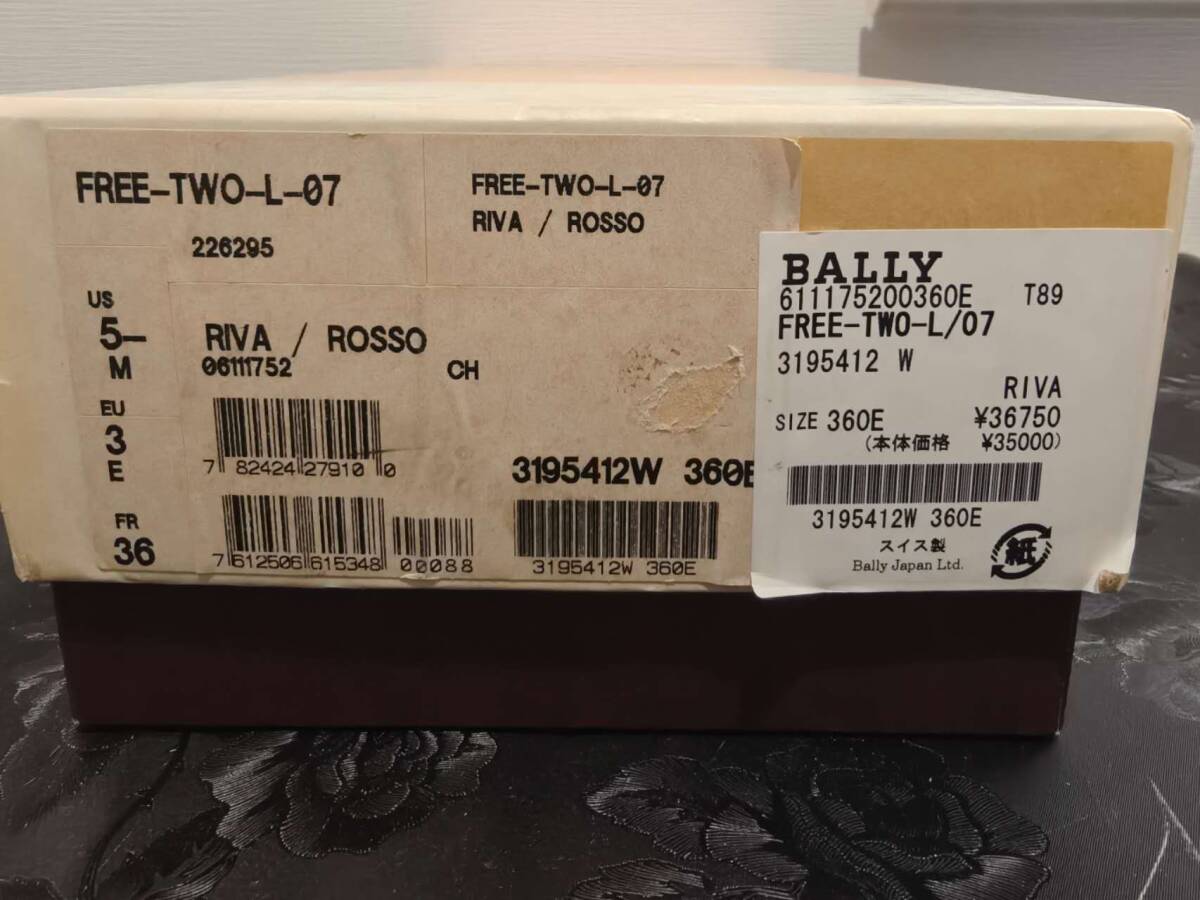 FREE-TWO-L-07
226295
FREE-TWO-L-07
RIVA / ROSSO
US
5-
M
EU
3
E
FR
36
RIVA / ROSSO
06111752 CH
7 82424 27910 0
7 612506 615348 00088
3195412W 360E
3195412W 360E
BALLY
611175200360E T89
FREE-TWO-L/07
3195412 W
RIVA
SIZE 360E ¥36750
(本体価格 ¥35000)
3195412W 360E
スイス製
Bally Japan Ltd.
紙